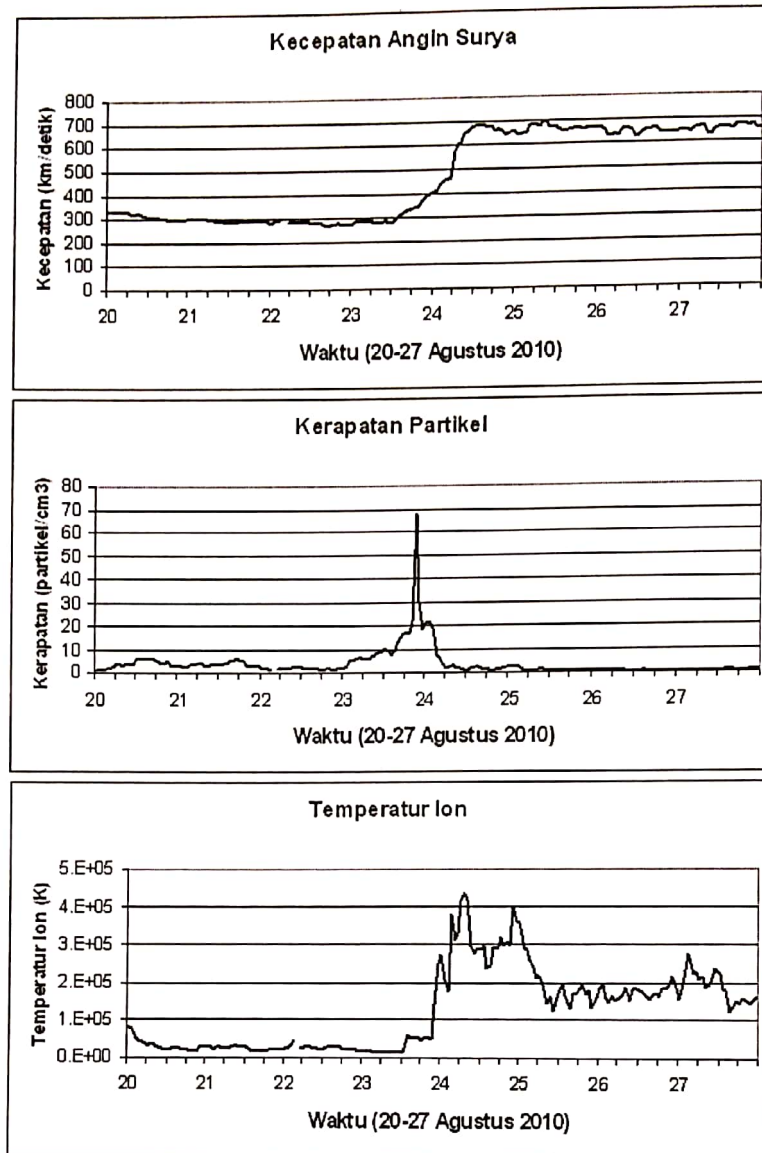 Kecepatan Angin Surya
Kecepatan (km/detik)
800
700
600
500
400
300
200
100
0
20 21 22 23 24 25 26 27
Waktu (20-27 Agustus 2010)
Kerapatan Partikel
Kerapatan (partikel/cm3)
80
70
60
50
40
30
20
10
0
20 21 22 23 24 25 26 27
Waktu (20-27 Agustus 2010)
Temperatur Ion
Temperatur Ion (K)
5.E+05
4.E+05
3.E+05
2.E+05
1.E+05
0.E+00
20 21 22 23 24 25 26 27
Waktu (20-27 Agustus 2010)